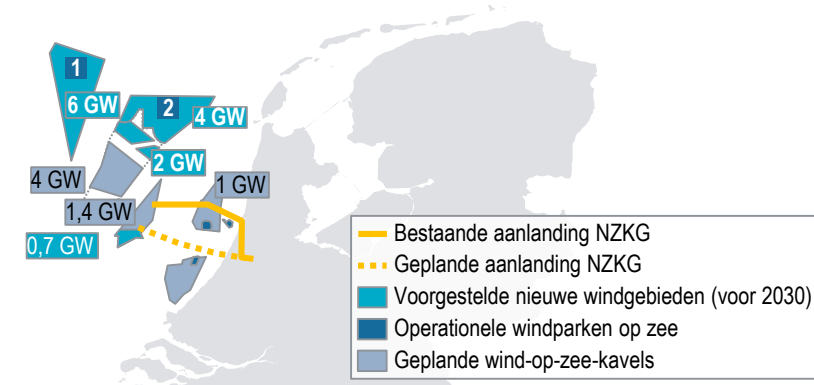 1
6 GW
2
4 GW
2 GW
4 GW
1 GW
1,4 GW
0,7 GW
Bestaande aanlanding NZKG
Geplande aanlanding NZKG
Voorgestelde nieuwe windgebieden (voor 2030)
Operationele windparken op zee
Geplande wind-op-zee-kavels